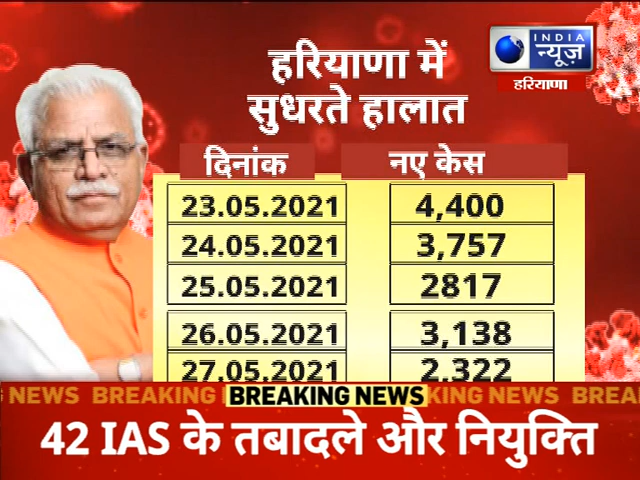 हरियाणा में
सुधरते हालात
INDIA
न्यूज़
हरियाणा
दिनांक नए केस
23.05.2021 4,400
24.05.2021 3,757
25.05.2021 2817
26.05.2021 3,138
27.05.2021 2,322
NEWS BREAKING NEWS BREAKING NEWS KING NEWS BREAKING NEWS
42 IAS के तबादले और नियुक्ति